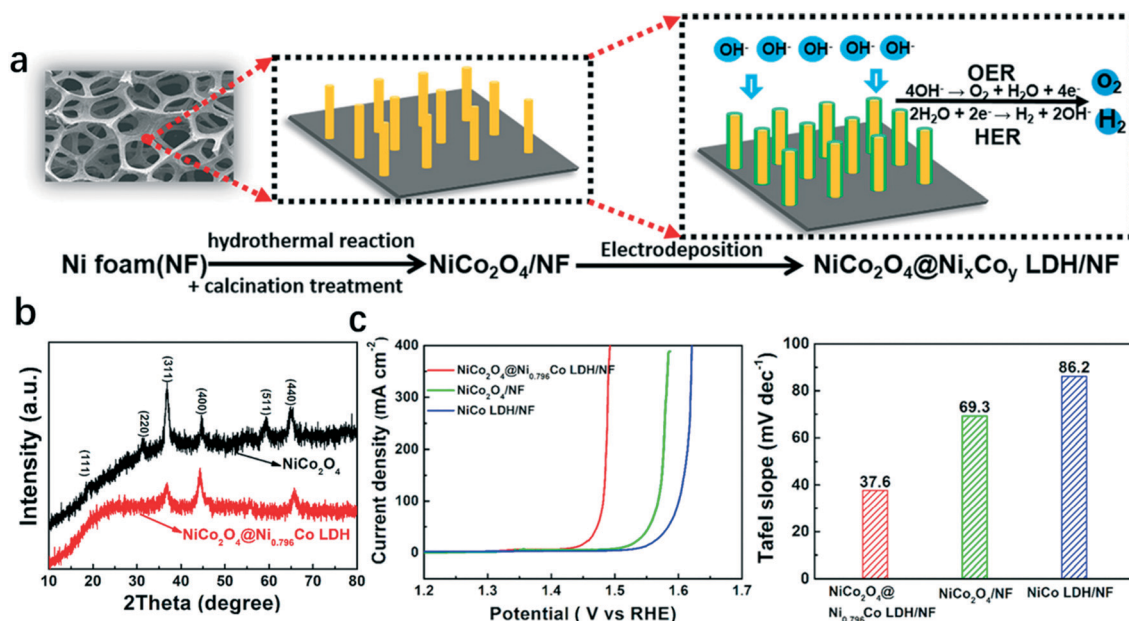 a
OH⁻ OH⁻ OH⁻ OH⁻ OH⁻
OER
4OH⁻ → O₂ + H₂O + 4e⁻
2H₂O + 2e⁻ → H₂ + 2OH⁻
HER
O₂
H₂
hydrothermal reaction
Ni foam(NF)
+ calcination treatment
NiCo₂O₄/NF
Electrodeposition
NiCo₂O₄@NiₓCoᵧ LDH/NF
b
Intensity (a.u.)
(111)
(220)
(311)
(400)
(511)
(440)
NiCo₂O₄
NiCo₂O₄@Ni₀.₇₉₆Co LDH
10 20 30 40 50 60 70 80
2Theta (degree)
c
Current density (mA cm⁻²)
400
300
200
100
0
NiCo₂O₄@Ni₀.₇₉₆Co LDH/NF
NiCo₂O₄/NF
NiCo LDH/NF
1.2 1.3 1.4 1.5 1.6 1.7
Potential ( V vs RHE)
Tafel slope (mV dec⁻¹)
100
80
60
40
20
0
37.6
69.3
86.2
NiCo₂O₄@
Ni₀.₇₉₆Co LDH/NF
NiCo₂O₄/NF
NiCo LDH/NF